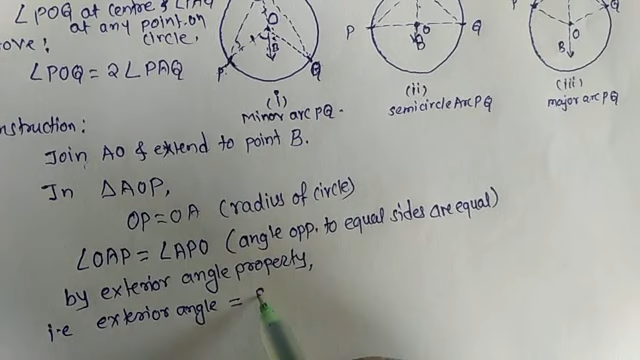 ∠POQ at centre & ∠PAQ
at any point on
circle.
∠POQ = 2∠PAQ
P
Q
O
B
(i)
Minor arc PQ.
P
Q
O
B
(ii)
semicircle Arc PQ
O
B
(iii)
major arc PQ
Join AO & extend to point B.
In ΔAOP,
OP = OA (radius of circle)
∠OAP = ∠APO (angle opp. to equal sides are equal)
by exterior angle property,
i.e exterior angle =